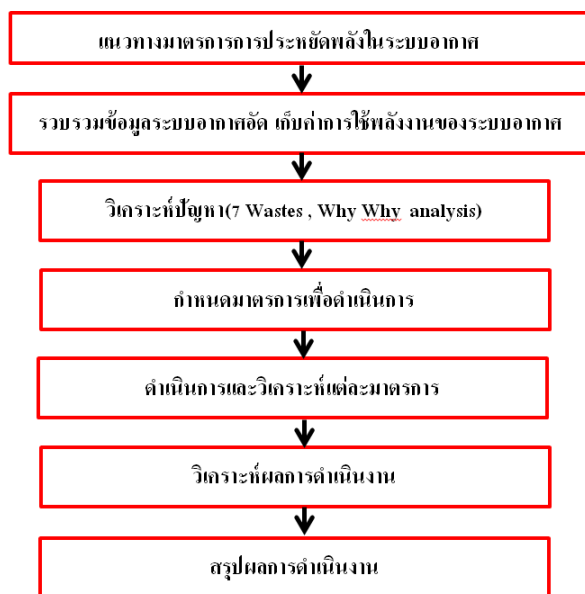 แนวทางมาตรการการประหยัดพลังในระบบอากาศ
รวบรวมข้อมูลระบบอากาศอัด เก็บค่าการใช้พลังงานของระบบอากาศ
วิเคราะห์ปัญหา(7 Wastes , Why Why analysis)
กำหนดมาตรการเพื่อดำเนินการ
ดำเนินการและวิเคราะห์แต่ละมาตรการ
วิเคราะห์ผลการดำเนินงาน
สรุปผลการดำเนินงาน